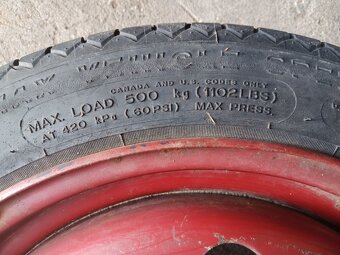 CANADA AND U.S. CODES ONLY
MAX. LOAD 500 kg (1102LBS)
AT 420 kPa (60PSI) MAX PRESS.